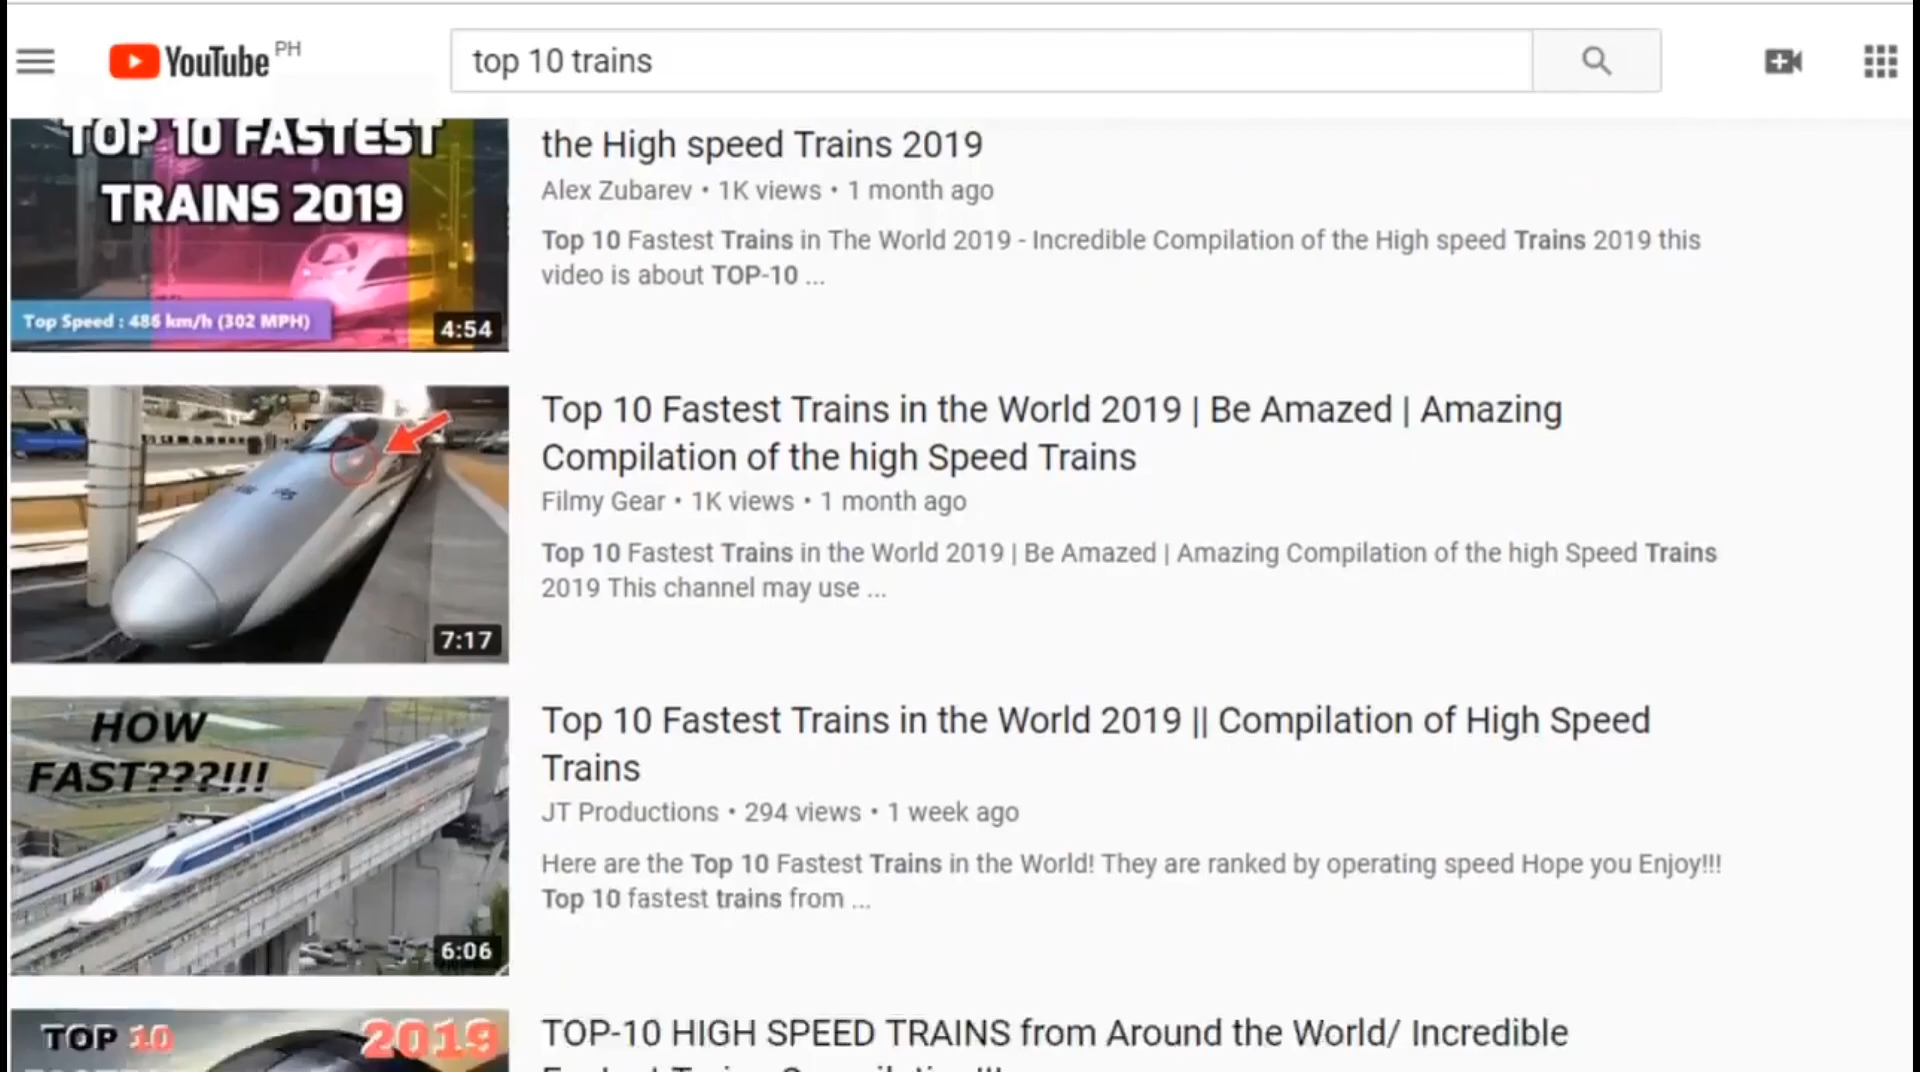 YouTube PH
top 10 trains
TOP 10 FASTEST
TRAINS 2019
Top Speed : 486 km/h (302 MPH)
4:54
the High speed Trains 2019
Alex Zubarev • 1K views • 1 month ago
Top 10 Fastest Trains in The World 2019 - Incredible Compilation of the High speed Trains 2019 this
video is about TOP-10 ...
7:17
Top 10 Fastest Trains in the World 2019 | Be Amazed | Amazing
Compilation of the high Speed Trains
Filmy Gear • 1K views • 1 month ago
Top 10 Fastest Trains in the World 2019 | Be Amazed | Amazing Compilation of the high Speed Trains
2019 This channel may use ...
HOW
FAST???!!!
6:06
Top 10 Fastest Trains in the World 2019 || Compilation of High Speed
Trains
JT Productions • 294 views • 1 week ago
Here are the Top 10 Fastest Trains in the World! They are ranked by operating speed Hope you Enjoy!!!
Top 10 fastest trains from ...
TOP 10 2019
TOP-10 HIGH SPEED TRAINS from Around the World/ Incredible